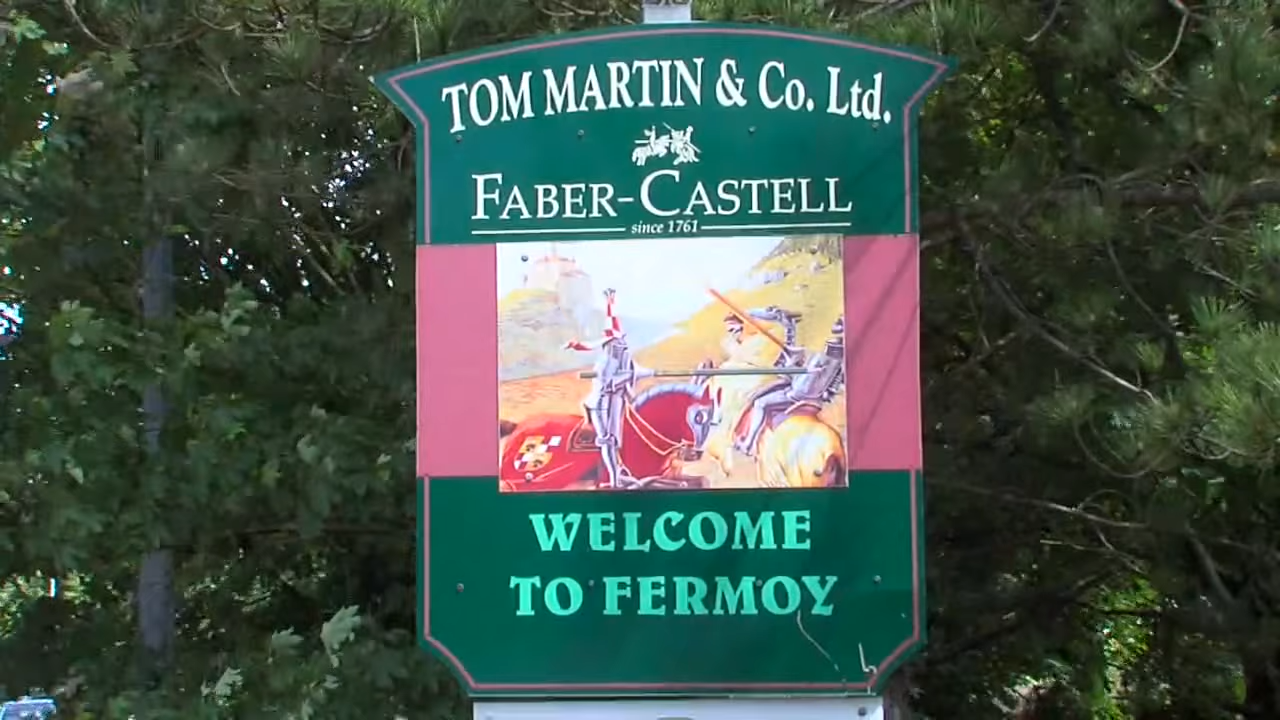 TOM MARTIN & Co. Ltd.
FABER-CASTELL
since 1761
WELCOME
TO FERMOY